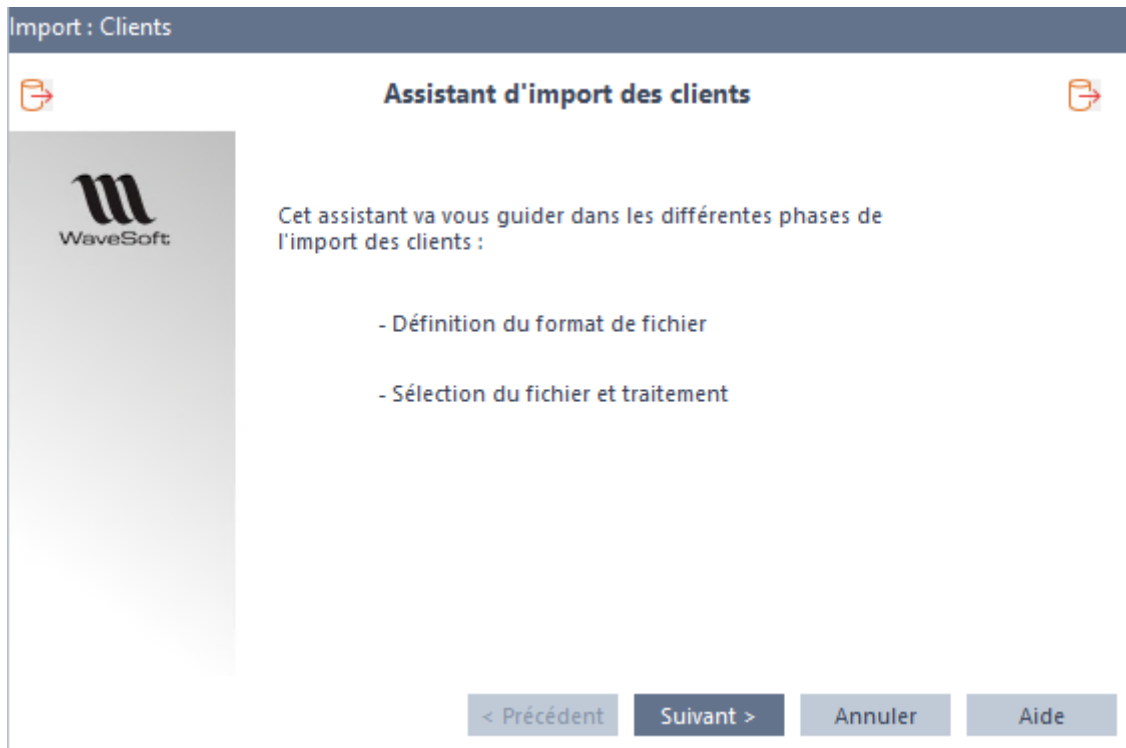 Import : Clients
Assistant d'import des clients
WaveSoft
Cet assistant va vous guider dans les différentes phases de
l'import des clients :
- Définition du format de fichier
- Sélection du fichier et traitement
< Précédent
Suivant >
Annuler
Aide